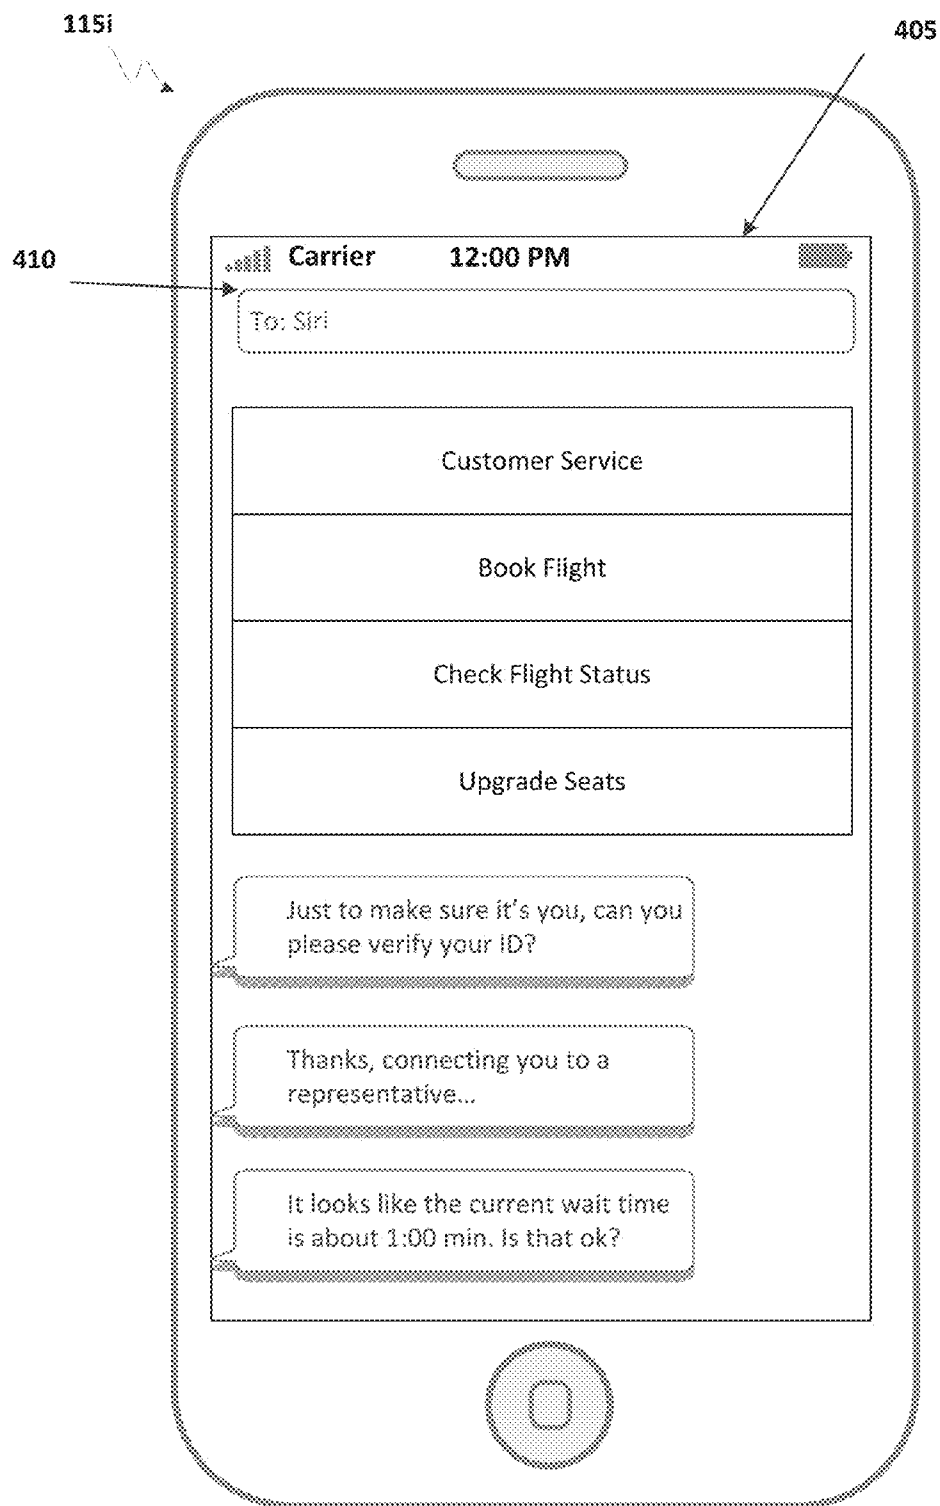 115i
405
Carrier 12:00 PM
410
To: Siri
Customer Service
Book Flight
Check Flight Status
Upgrade Seats
Just to make sure it's you, can you
please verify your ID?
Thanks, connecting you to a
representative...
It looks like the current wait time
is about 1:00 min. Is that ok?